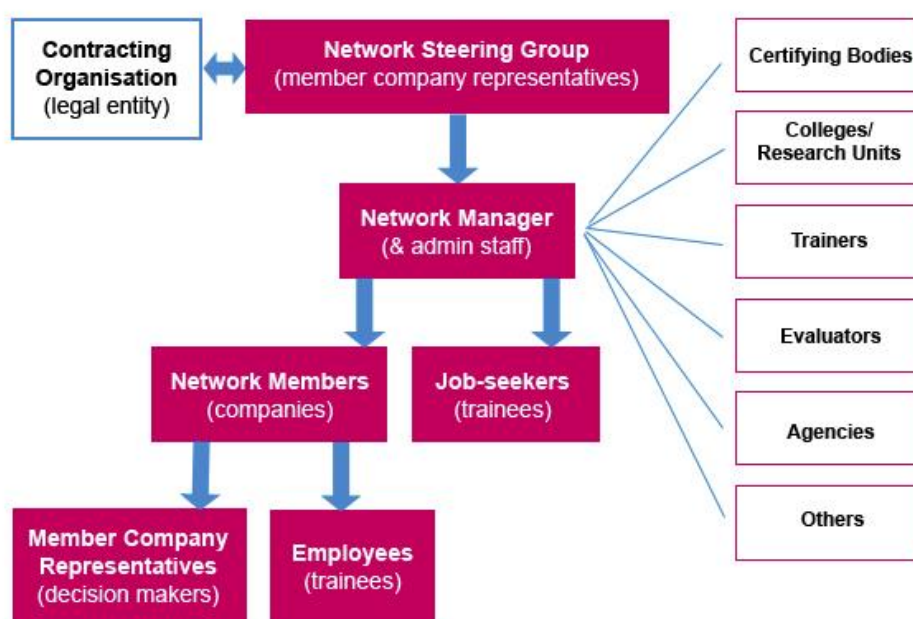 Contracting
Organisation
(legal entity)
Network Steering Group
(member company representatives)
Network Manager
(& admin staff)
Network Members
(companies)
Job-seekers
(trainees)
Member Company
Representatives
(decision makers)
Employees
(trainees)
Certifying Bodies
Colleges/
Research Units
Trainers
Evaluators
Agencies
Others